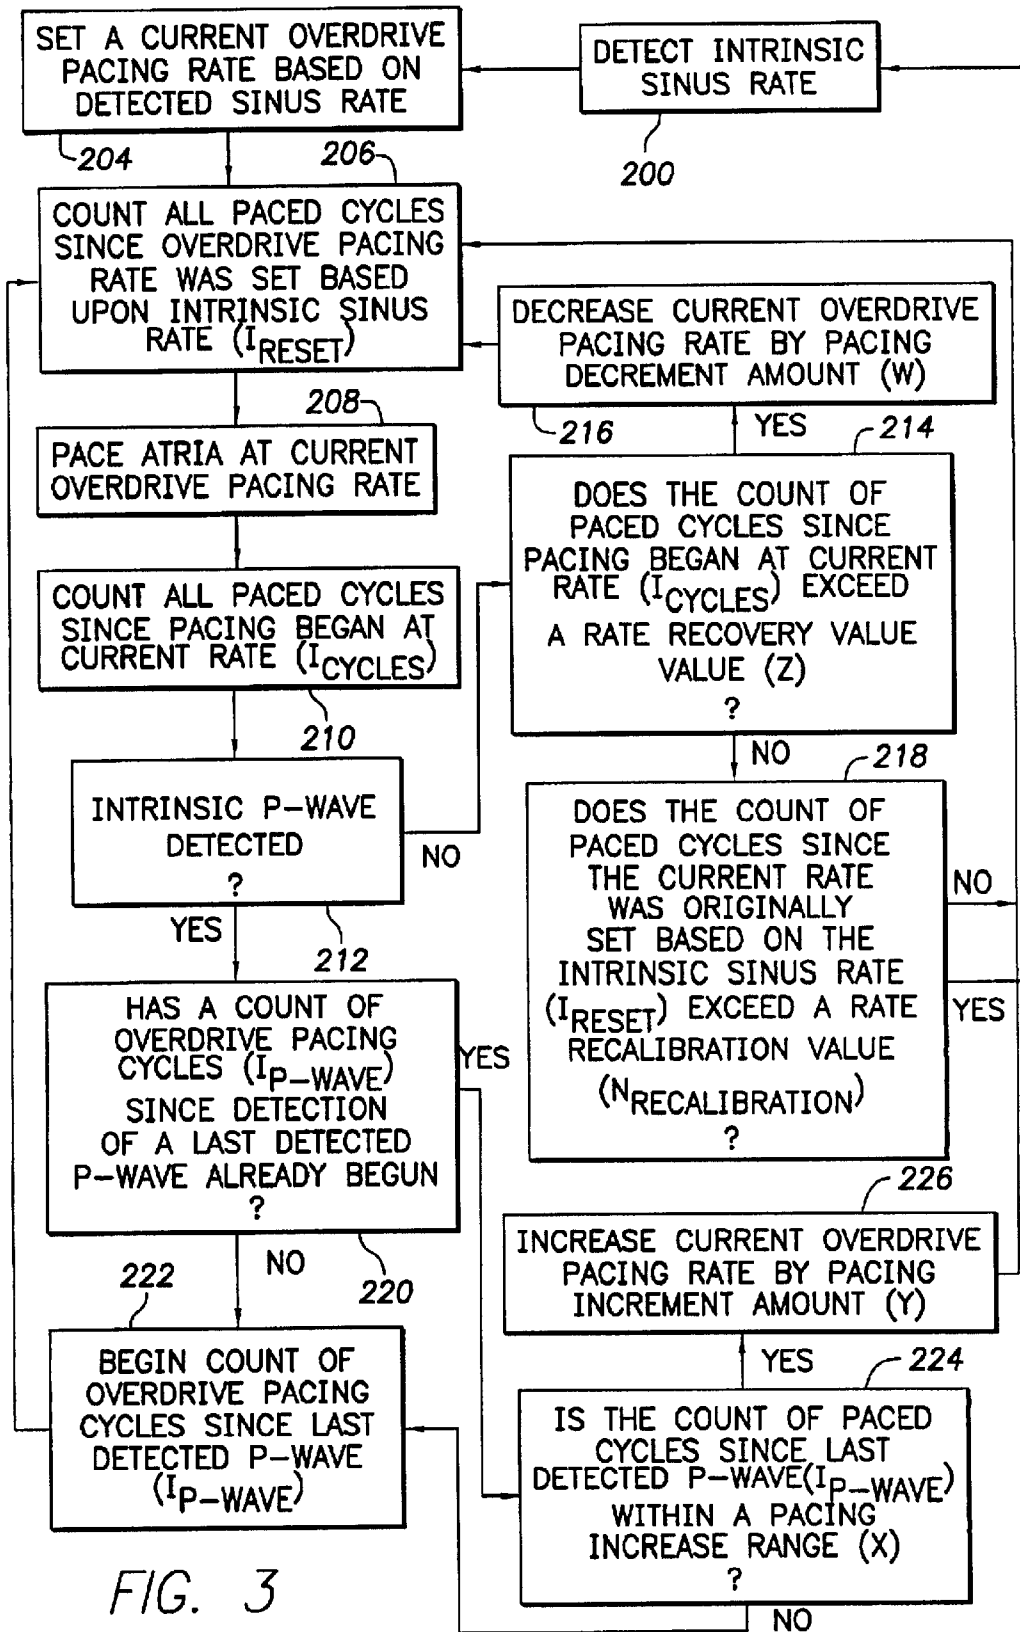 SET A CURRENT OVERDRIVE
PACING RATE BASED ON
DETECTED SINUS RATE
204
DETECT INTRINSIC
SINUS RATE
200
206
COUNT ALL PACED CYCLES
SINCE OVERDRIVE PACING
RATE WAS SET BASED
UPON INTRINSIC SINUS
RATE (IRESET)
208
PACE ATRIA AT CURRENT
OVERDRIVE PACING RATE
COUNT ALL PACED CYCLES
SINCE PACING BEGAN AT
CURRENT RATE (ICYCLES)
210
INTRINSIC P-WAVE
DETECTED
?
NO
YES
212
DECREASE CURRENT OVERDRIVE
PACING RATE BY PACING
DECREMENT AMOUNT (W)
216
YES
214
DOES THE COUNT OF
PACED CYCLES SINCE
PACING BEGAN AT CURRENT
RATE (ICYCLES) EXCEED
A RATE RECOVERY VALUE
VALUE (Z)
?
NO
218
DOES THE COUNT OF
PACED CYCLES SINCE
THE CURRENT RATE
WAS ORIGINALLY
SET BASED ON THE
INTRINSIC SINUS RATE
(IRESET) EXCEED A RATE
RECALIBRATION VALUE
(NRECALIBRATION)
?
NO
YES
HAS A COUNT OF
OVERDRIVE PACING
CYCLES (IP-WAVE)
SINCE DETECTION
OF A LAST DETECTED
P-WAVE ALREADY BEGUN
?
YES
NO
220
222
BEGIN COUNT OF
OVERDRIVE PACING
CYCLES SINCE LAST
DETECTED P-WAVE
(IP-WAVE)
226
INCREASE CURRENT OVERDRIVE
PACING RATE BY PACING
INCREMENT AMOUNT (Y)
YES
224
IS THE COUNT OF PACED
CYCLES SINCE LAST
DETECTED P-WAVE(IP-WAVE)
WITHIN A PACING
INCREASE RANGE (X)
?
NO
FIG. 3